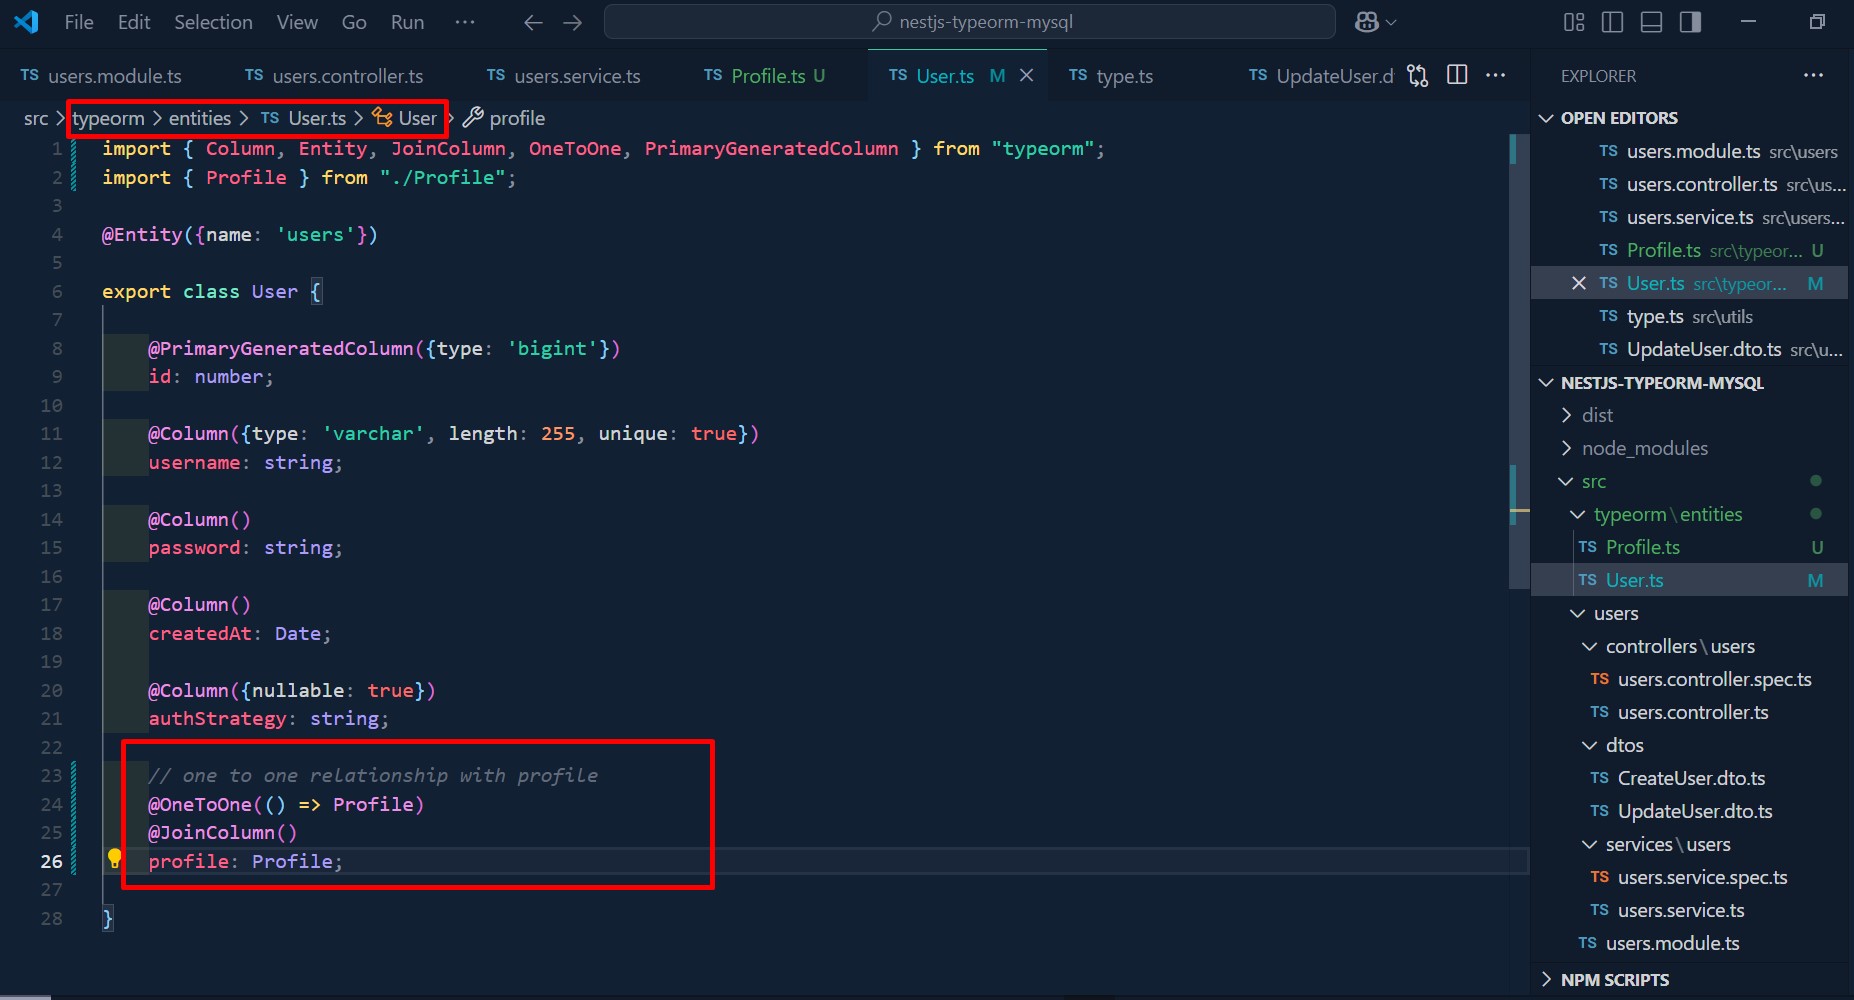 File Edit Selection View Go Run ··· nestjs-typeorm-mysql
TS users.module.ts TS users.controller.ts TS users.service.ts TS Profile.ts U TS User.ts M TS type.ts TS UpdateUser.d ···
src > typeorm > entities > TS User.ts > User > profile
1 import { Column, Entity, JoinColumn, OneToOne, PrimaryGeneratedColumn } from "typeorm";
2 import { Profile } from "./Profile";
3
4 @Entity({name: 'users'})
5
6 export class User {
7
8 @PrimaryGeneratedColumn({type: 'bigint'})
9 id: number;
10
11 @Column({type: 'varchar', length: 255, unique: true})
12 username: string;
13
14 @Column()
15 password: string;
16
17 @Column()
18 createdAt: Date;
19
20 @Column({nullable: true})
21 authStrategy: string;
22
23 // one to one relationship with profile
24 @OneToOne(() => Profile)
25 @JoinColumn()
26 profile: Profile;
27
28 }
EXPLORER ···
OPEN EDITORS
TS users.module.ts src\users
TS users.controller.ts src\us...
TS users.service.ts src\users...
TS Profile.ts src\typeor... U
TS User.ts src\typeor... M
TS type.ts src\utils
TS UpdateUser.dto.ts src\u...
NESTJS-TYPEORM-MYSQL
dist
node_modules
src
typeorm\entities
TS Profile.ts U
TS User.ts M
users
controllers\users
TS users.controller.spec.ts
TS users.controller.ts
dtos
TS CreateUser.dto.ts
TS UpdateUser.dto.ts
services\users
TS users.service.spec.ts
TS users.service.ts
TS users.module.ts
NPM SCRIPTS